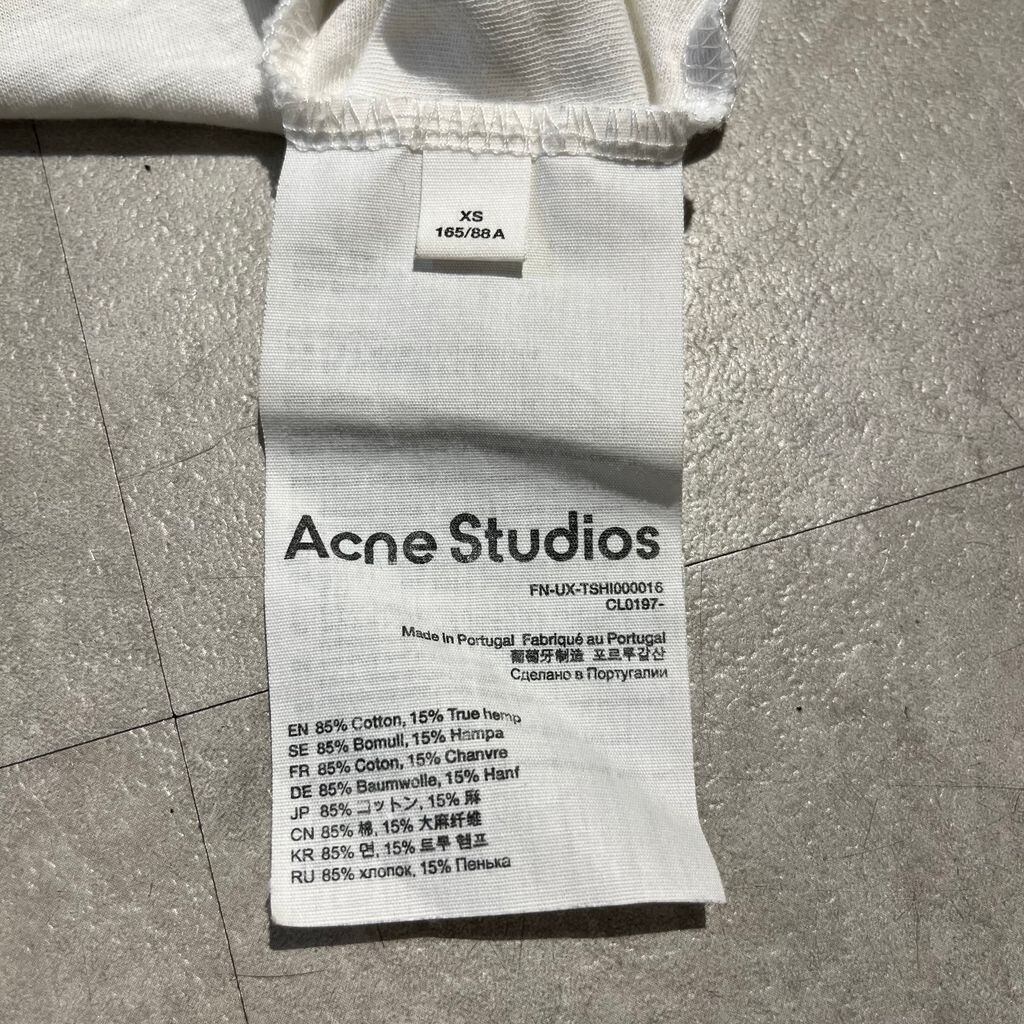 XS
165/88 A
Acne Studios
FN-UX-TSHI000016
CL0197-
Made in Portugal Fabriqué au Portugal
葡萄牙制造 포르투갈산
Сделано в Португалии
EN 85% Cotton, 15% True hemp
SE 85% Bomull, 15% Hampa
FR 85% Coton, 15% Chanvre
DE 85% Baumwolle, 15% Hanf
JP 85% コットン, 15% 麻
CN 85% 棉, 15% 大麻纤维
KR 85% 면, 15% 트루 헴프
RU 85% хлопок, 15% Пенька